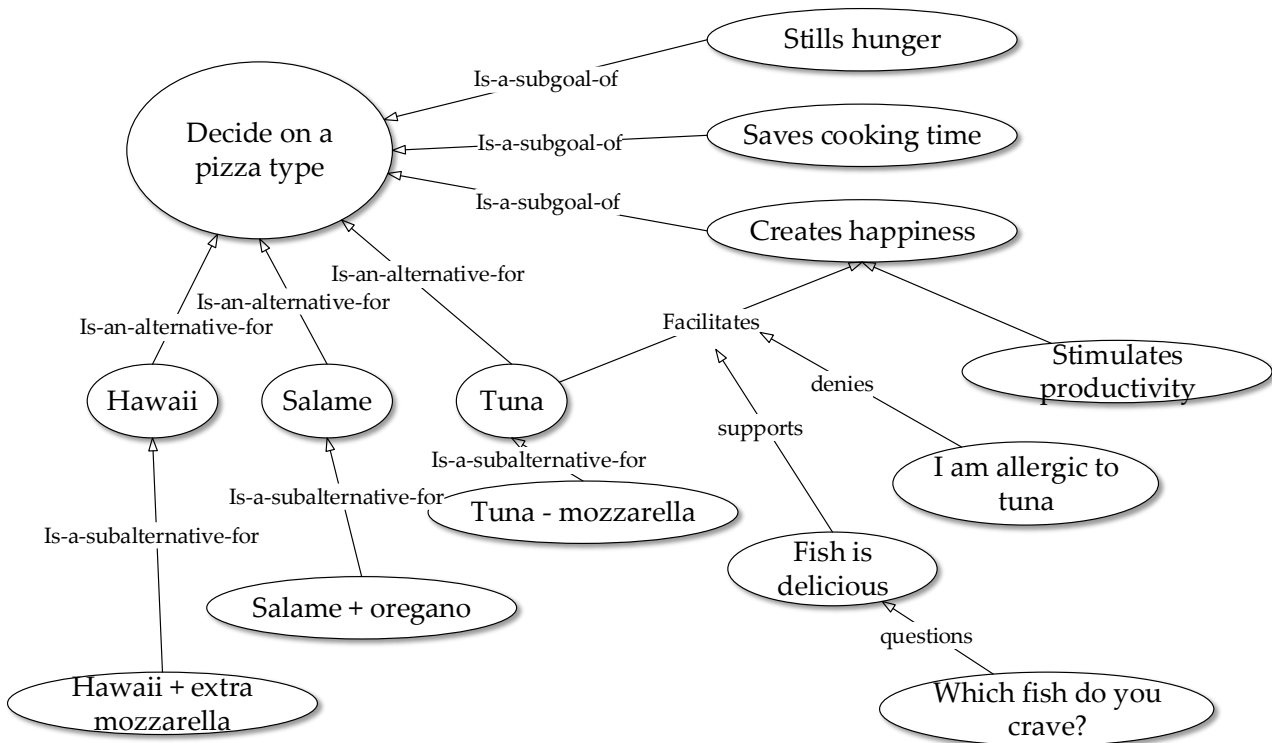 Stills hunger
Is-a-subgoal-of
Decide on a
pizza type
Saves cooking time
Is-a-subgoal-of
Is-a-subgoal-of
Creates happiness
Is-an-alternative-for
Is-an-alternative-for
Is-an-alternative-for
Facilitates
Stimulates
productivity
Hawaii
Salame
Tuna
denies
supports
Is-a-subalternative-for
I am allergic to
tuna
Is-a-subalternative-for
Tuna - mozzarella
Is-a-subalternative-for
Fish is
delicious
Salame + oregano
questions
Hawaii + extra
mozzarella
Which fish do you
crave?